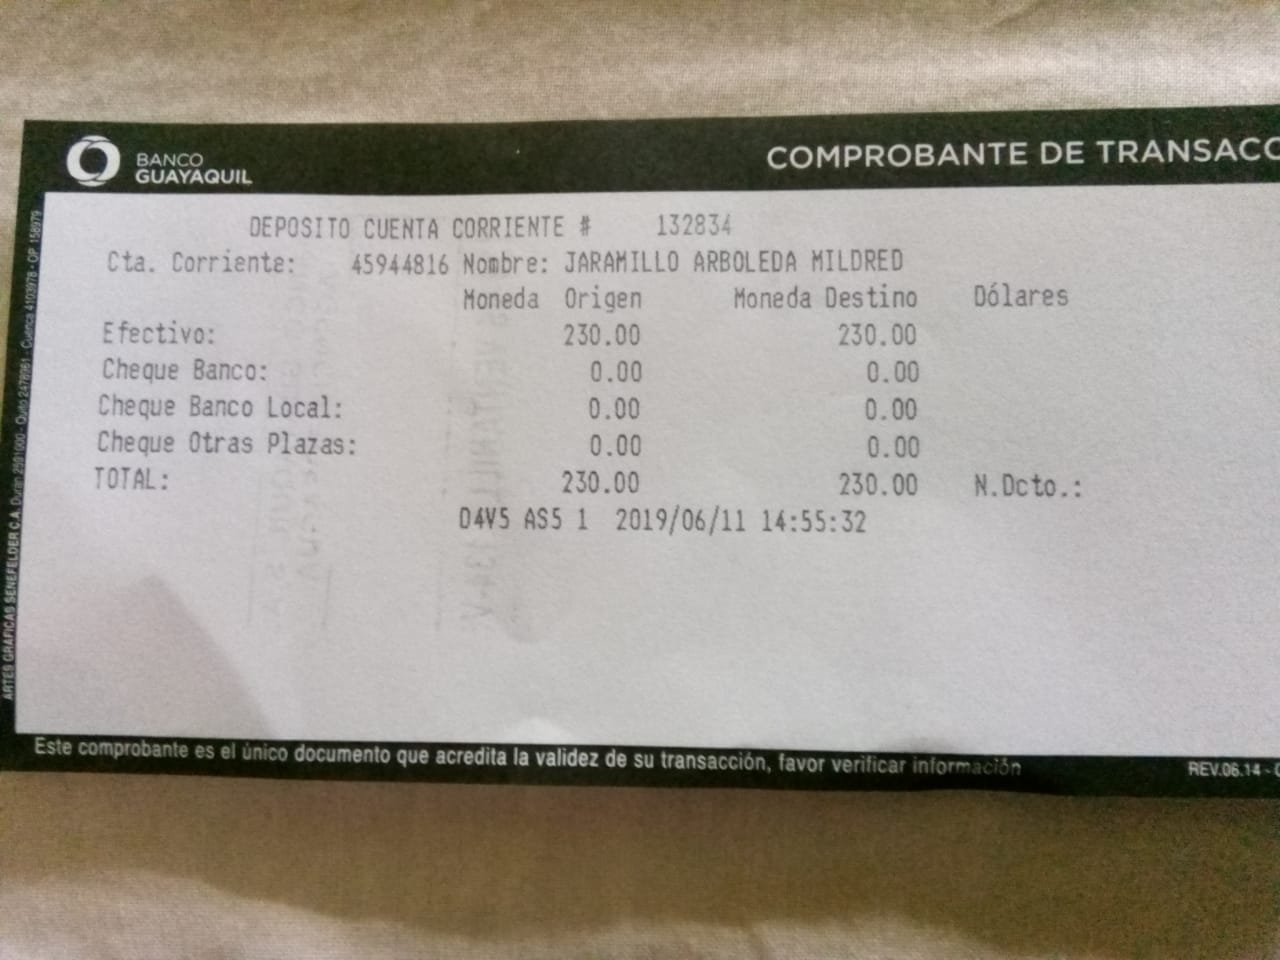 BANCO
GUAYAQUIL
COMPROBANTE DE TRANSACC
DEPOSITO CUENTA CORRIENTE # 132834
Cta. Corriente: 45944816 Nombre: JARAMILLO ARBOLEDA MILDRED
Moneda Origen Moneda Destino Dólares
Efectivo: 230.00 230.00
Cheque Banco: 0.00 0.00
Cheque Banco Local: 0.00 0.00
Cheque Otras Plazas: 0.00 0.00
TOTAL: 230.00 230.00 N.Dcto.:
D4V5 AS5 1 2019/06/11 14:55:32
Este comprobante es el único documento que acredita la validez de su transacción, favor verificar información
REV.06.14 -
ARTES GRAFICAS SENEFELDER C.A. Duran 2591000 - Quito 2478261 - Cuenca 4103978 - OP 158979